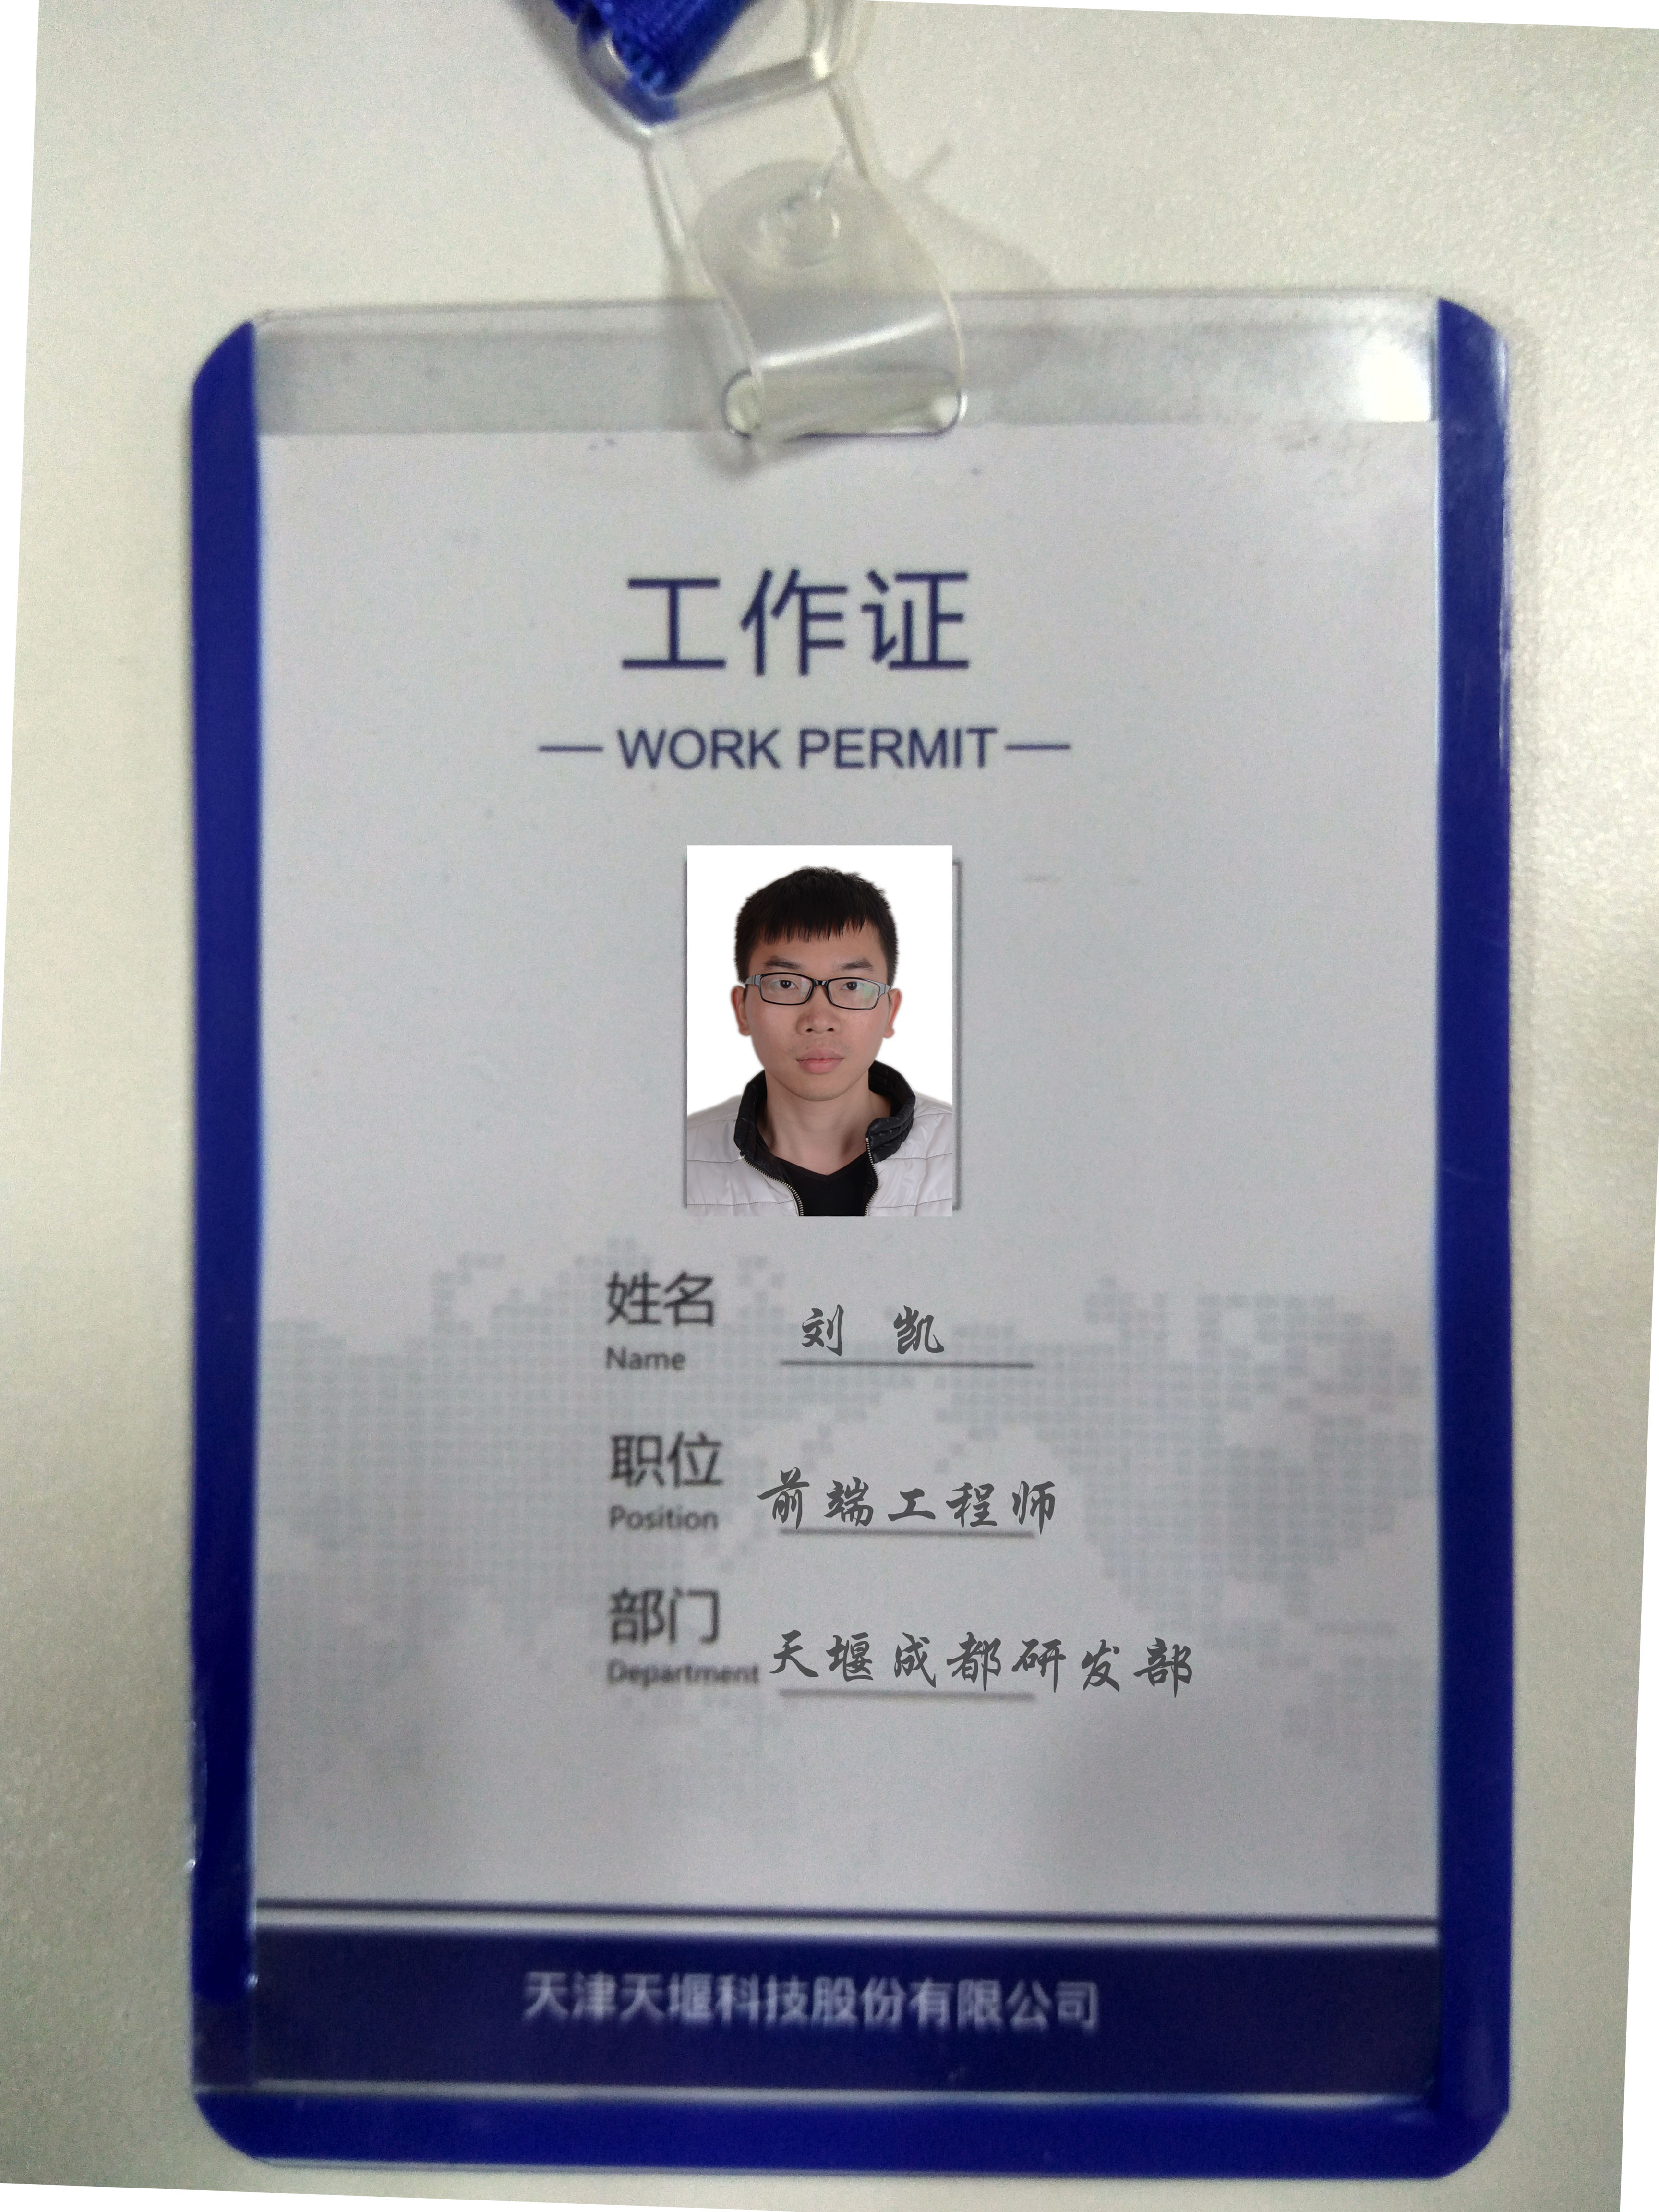 工作证
WORK PERMIT
姓名 刘凯
Name
职位 前端工程师
Position
部门 天堰成都研发部
Department
天津天堰科技股份有限公司